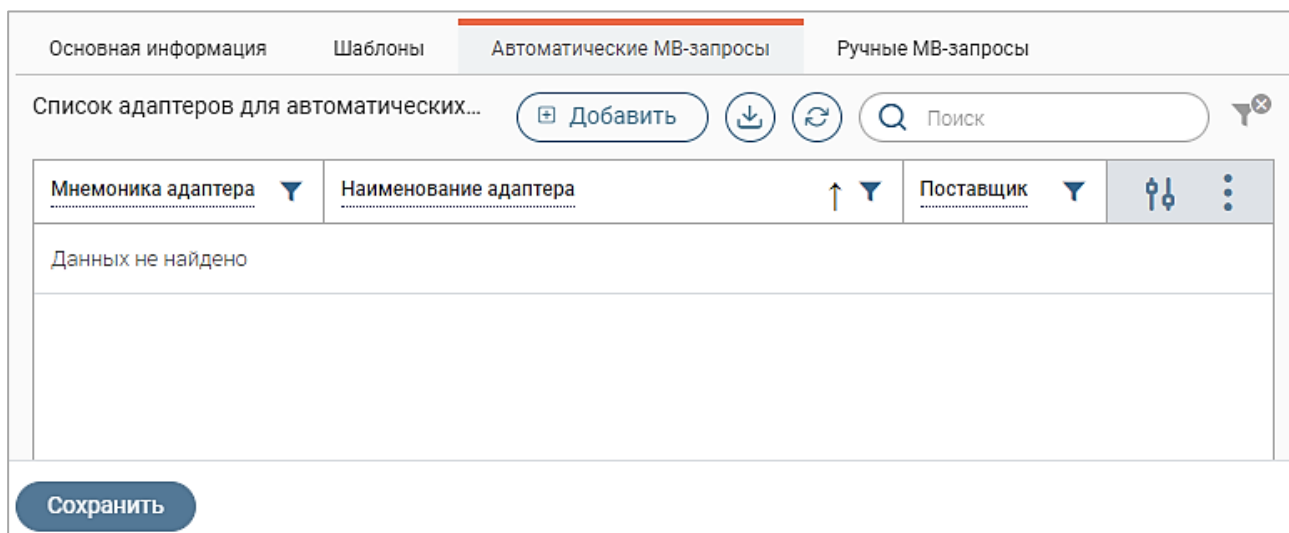 Основная информация Шаблоны Автоматические МВ-запросы Ручные МВ-запросы
Список адаптеров для автоматических... Добавить Поиск
Мнемоника адаптера Наименование адаптера Поставщик
Данных не найдено
Сохранить